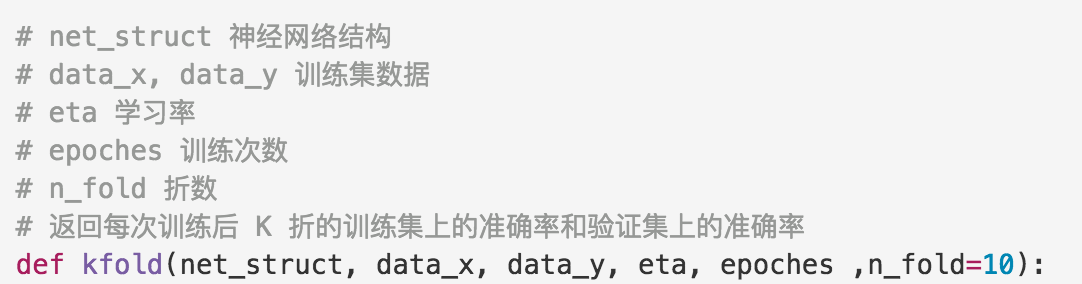 # net_struct 神经网络结构
# data_x, data_y 训练集数据
# eta 学习率
# epoches 训练次数
# n_fold 折数
# 返回每次训练后 K 折的训练集上的准确率和验证集上的准确率
def kfold(net_struct, data_x, data_y, eta, epoches ,n_fold=10):